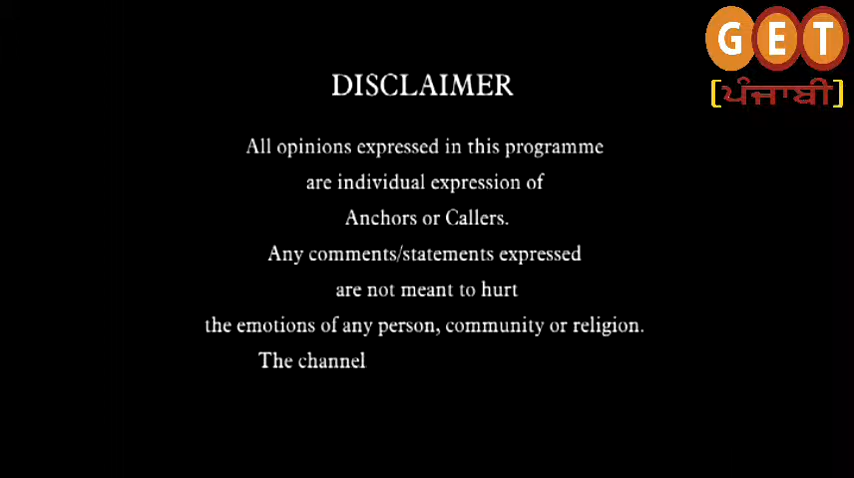 GET
[ਪੰਜਾਬੀ]
DISCLAIMER
All opinions expressed in this programme
are individual expression of
Anchors or Callers.
Any comments/statements expressed
are not meant to hurt
the emotions of any person, community or religion.
The channel